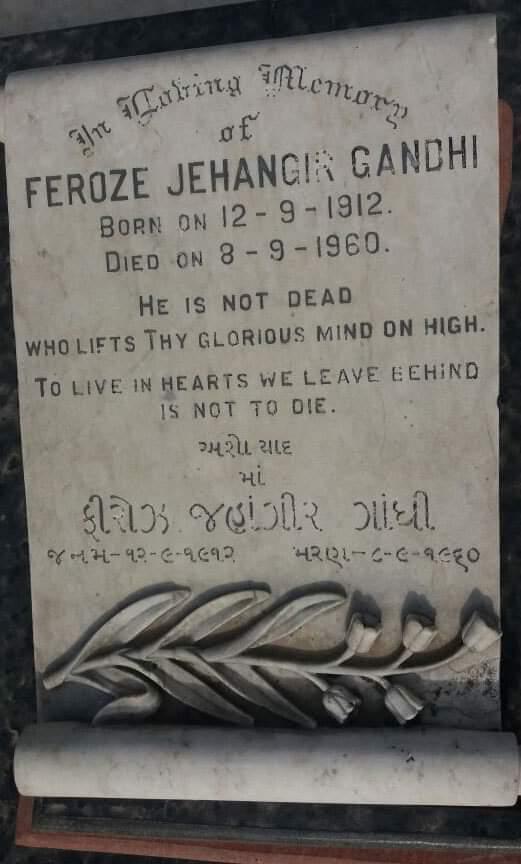 In Loving Memory
of
FEROZE JEHANGIR GANDHI
BORN ON 12-9-1912.
DIED ON 8-9-1960.
HE IS NOT DEAD
WHO LIFTS THY GLORIOUS MIND ON HIGH.
TO LIVE IN HEARTS WE LEAVE BEHIND
IS NOT TO DIE.
અશો યાદ
માં
ફીરોઝ જહાંગીર ગાંધી
જનમ-૧૨-૯-૧૯૧૨ મરણ-૮-૯-૧૯૬૦